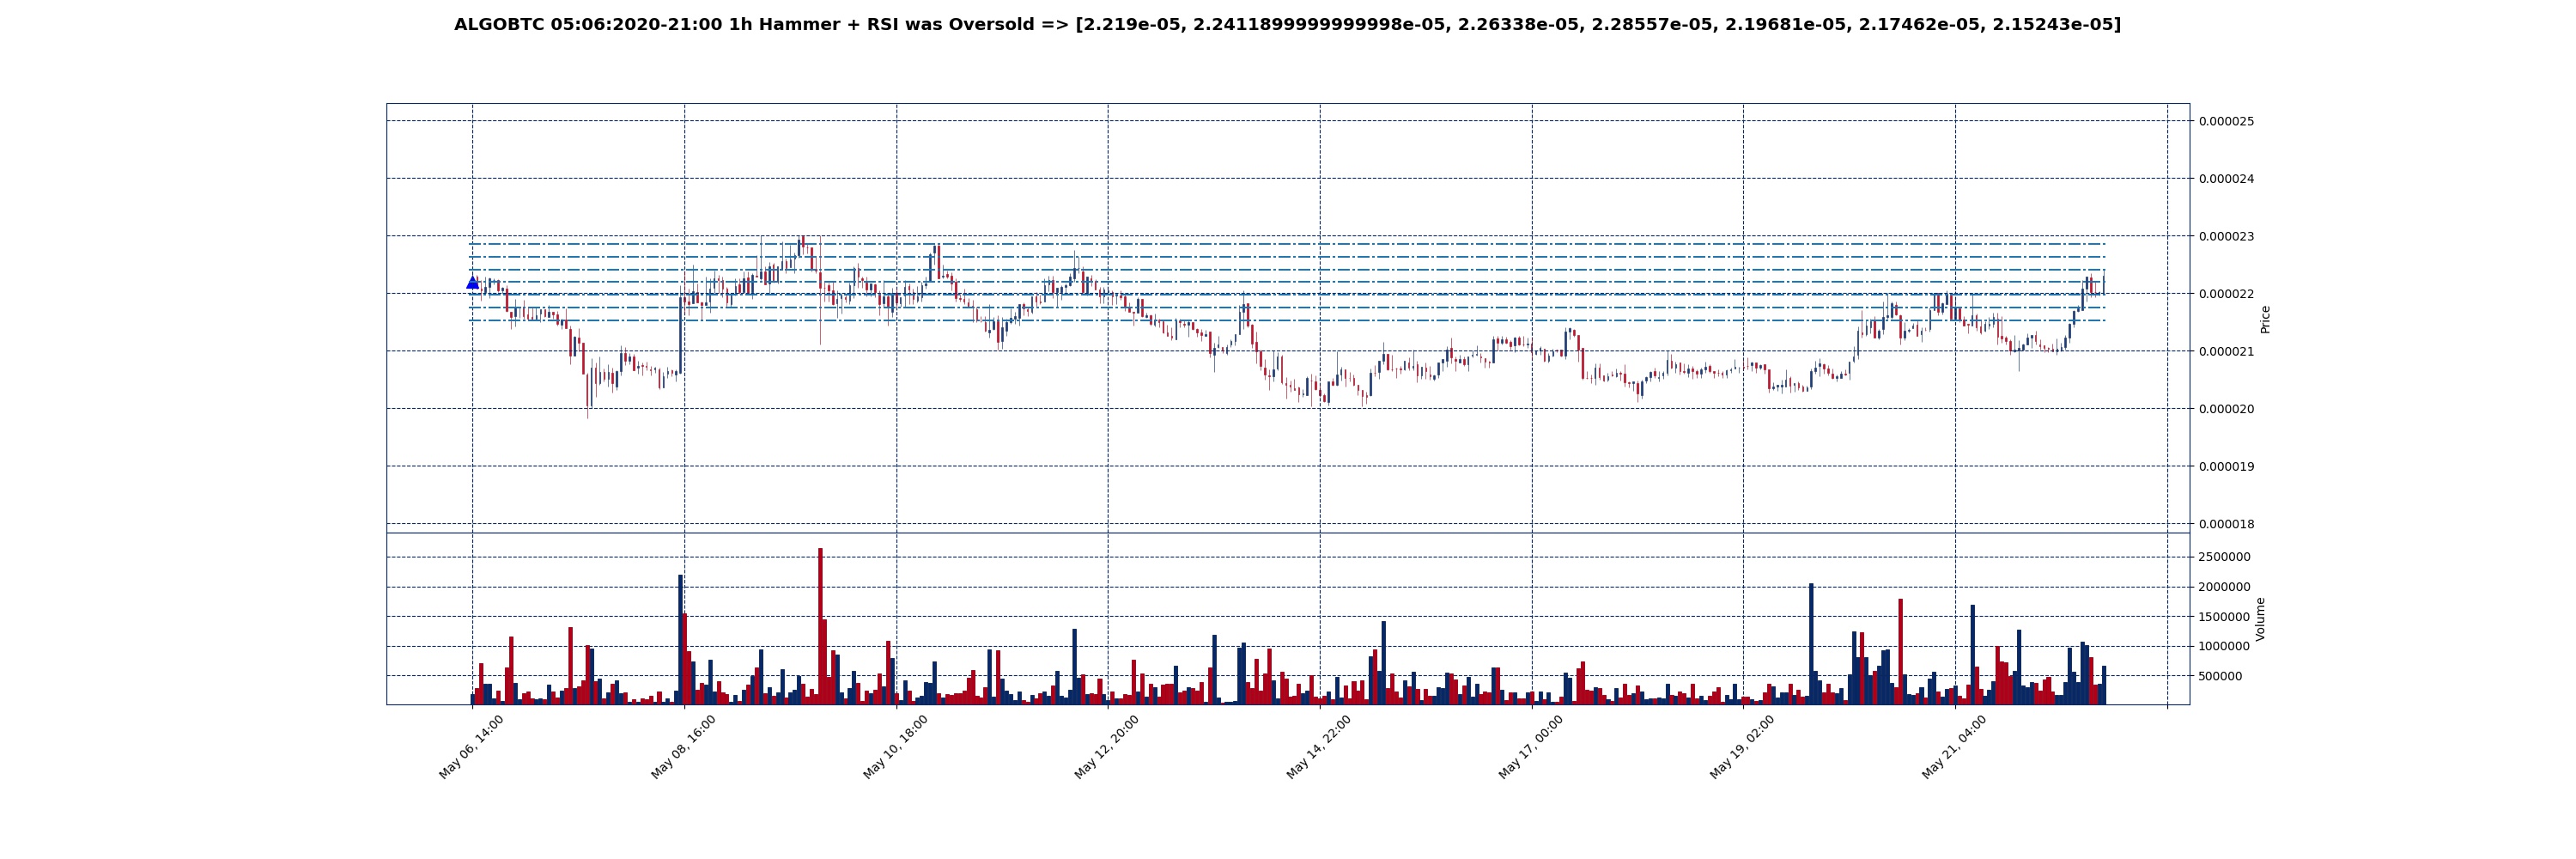 ALGOBTC 05:06:2020-21:00 1h Hammer + RSI was Oversold => [2.219e-05, 2.2411899999999998e-05, 2.26338e-05, 2.28557e-05, 2.19681e-05, 2.17462e-05, 2.15243e-05]
0.000025
0.000024
0.000023
0.000022
0.000021
0.000020
0.000019
0.000018
Price
2500000
2000000
1500000
1000000
500000
Volume
May 06, 14:00
May 08, 16:00
May 10, 18:00
May 12, 20:00
May 14, 22:00
May 17, 00:00
May 19, 02:00
May 21, 04:00